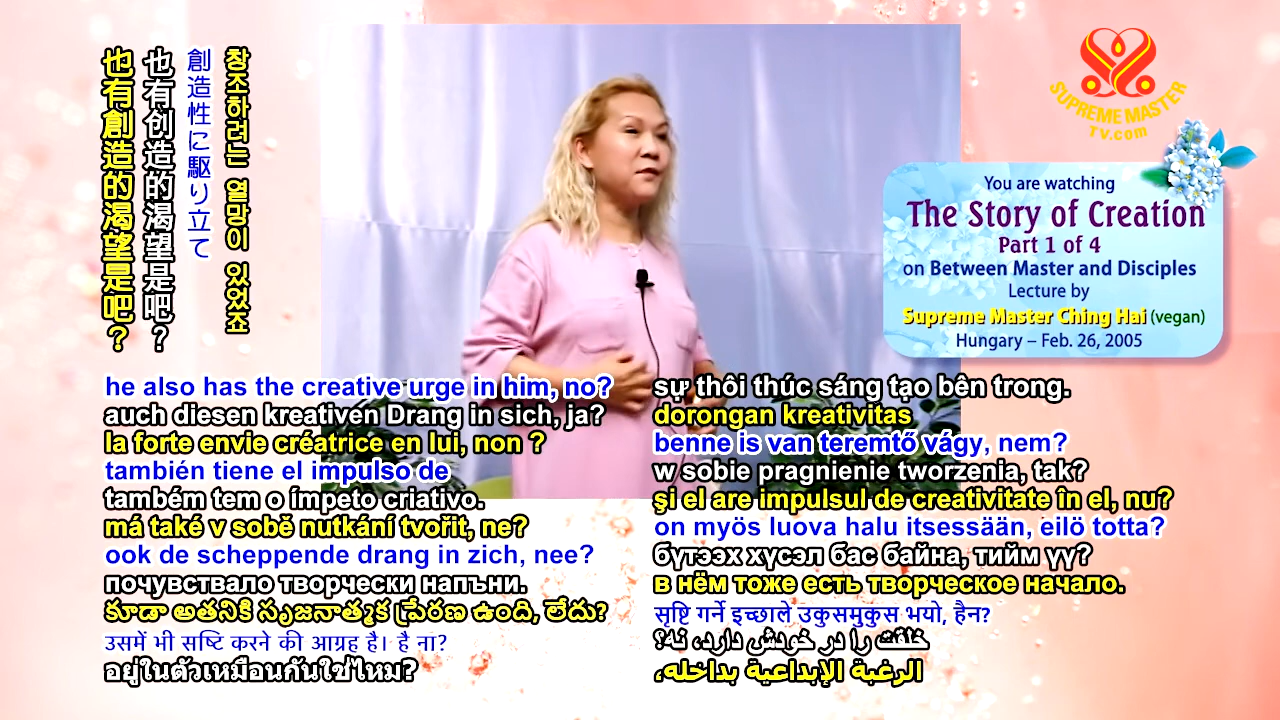 也有創造的渴望是吧？
也有创造的渴望是吧？
創造性に駆り立て
창조하려는 열망이 있었죠
SUPREME MASTER
TV.com
You are watching
The Story of Creation
Part 1 of 4
on Between Master and Disciples
Lecture by
Supreme Master Ching Hai (vegan)
Hungary – Feb. 26, 2005
he also has the creative urge in him, no?
auch diesen kreativen Drang in sich, ja?
la forte envie créatrice en lui, non ?
también tiene el impulso de
também tem o ímpeto criativo.
má také v sobě nutkání tvořit, ne?
ook de scheppende drang in zich, nee?
почувствало творчески напъни.
కూడా అతనికి సృజనాత్మక ప్రేరణ ఉంది, లేదు?
उसमें भी सष्टि करने की आग्रह है। है ना?
อยู่ในตัวเหมือนกันใช่ไหม?
sự thôi thúc sáng tạo bên trong.
dorongan kreativitas
benne is van teremtő vágy, nem?
w sobie pragnienie tworzenia, tak?
şi el are impulsul de creativitate în el, nu?
on myös luova halu itsessään, eilö totta?
бүтээх хүсэл бас байна, тийм үү?
в нём тоже есть творческое начало.
सृष्टि गर्ने इच्छाले उकुसमुकुस भयो, हैन?
خلقت را در خودش دارد، نه؟
الرغبة الإبداعية بداخله،